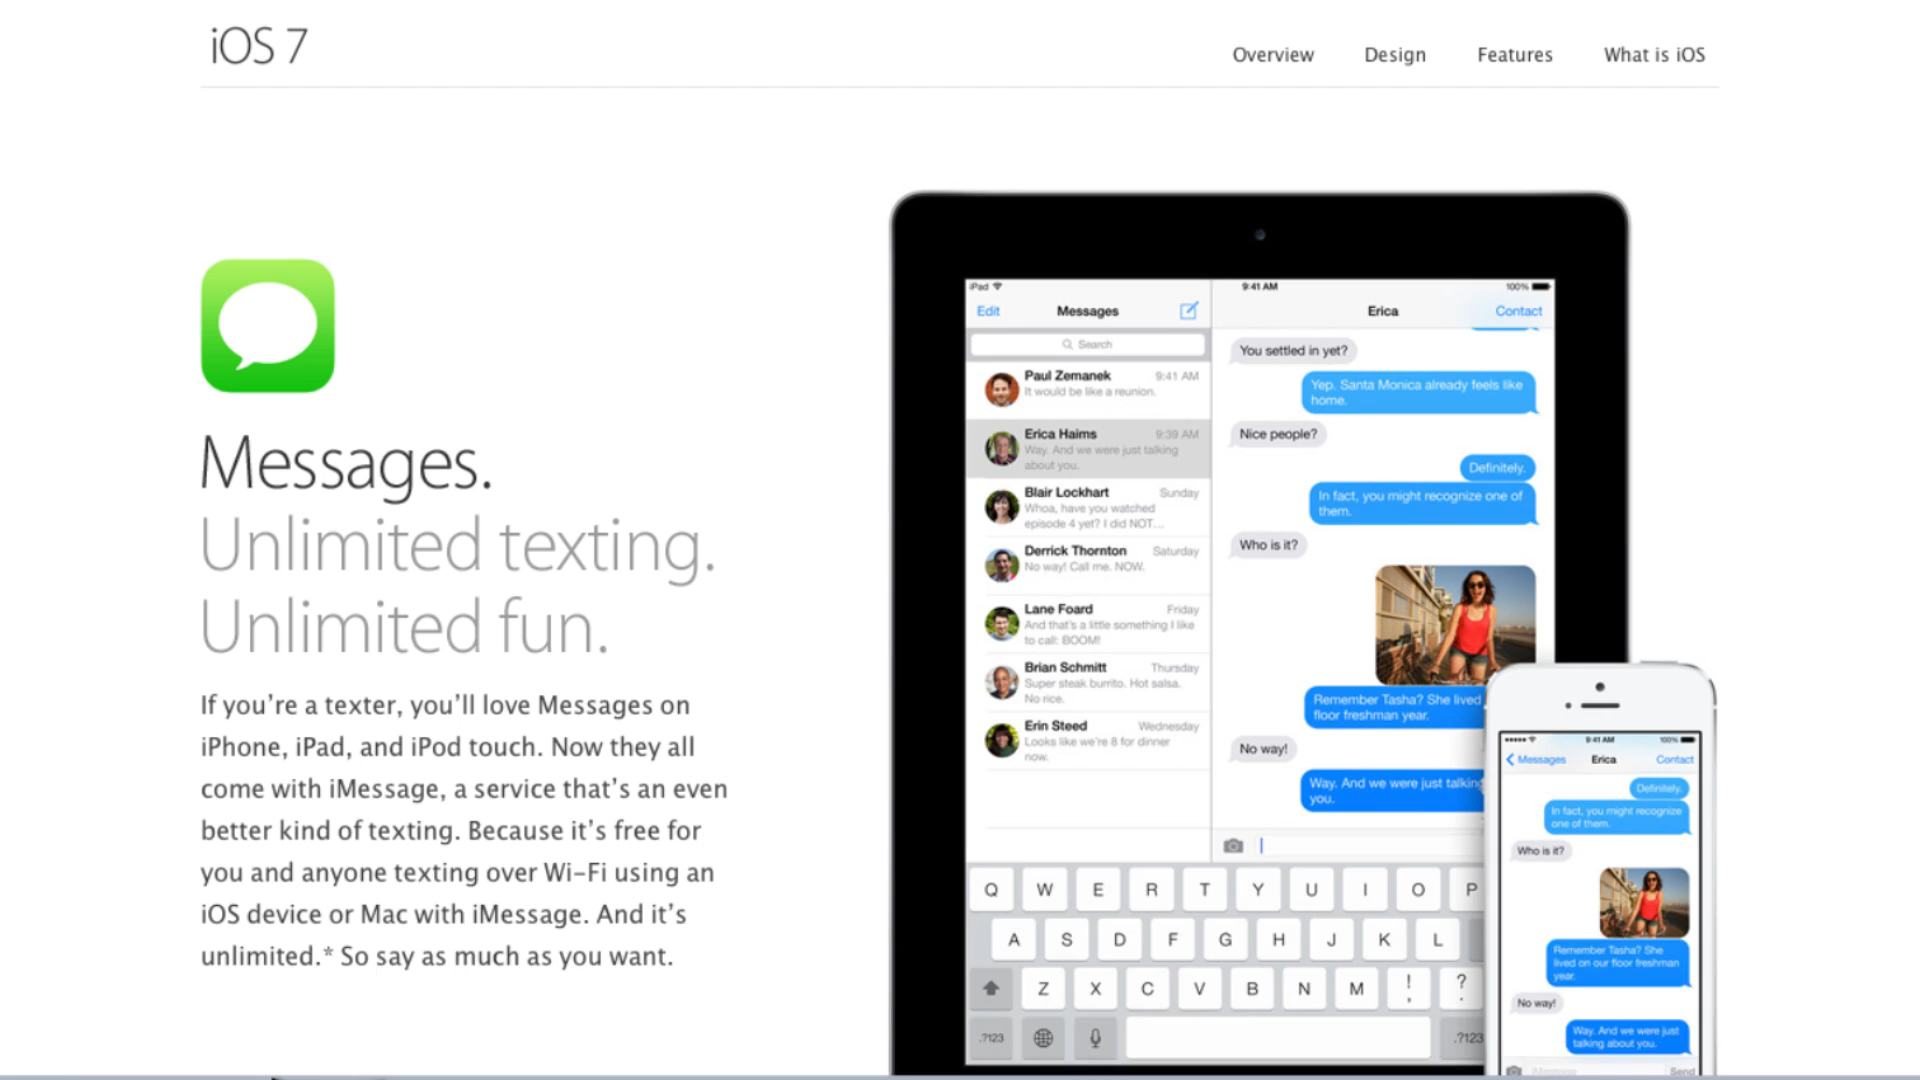 iOS 7
Overview Design Features What is iOS
Messages.
Unlimited texting.
Unlimited fun.
If you’re a texter, you’ll love Messages on
iPhone, iPad, and iPod touch. Now they all
come with iMessage, a service that’s an even
better kind of texting. Because it’s free for
you and anyone texting over Wi-Fi using an
iOS device or Mac with iMessage. And it’s
unlimited.* So say as much as you want.
iPad
Edit Messages
Search
Paul Zemanek 9:41 AM
It would be like a reunion.
Erica Haims 9:39 AM
Way. And we were just talking
about you.
Blair Lockhart Sunday
Whoa, have you watched
episode 4 yet? I did NOT...
Derrick Thornton Saturday
No way! Call me. NOW.
Lane Foard Friday
And that's a little something I like
to call: BOOM!
Brian Schmitt Thursday
Super steak burrito. Hot salsa.
No rice.
Erin Steed Wednesday
Looks like we're 8 for dinner
now.
9:41 AM 100%
Erica Contact
You settled in yet?
Yep. Santa Monica already feels like
home.
Nice people?
Definitely.
In fact, you might recognize one of
them.
Who is it?
Remember Tasha? She lived
floor freshman year.
No way!
Way. And we were just talking
you.
Q W E R T Y U I O P
A S D F G H J K L
Z X C V B N M ! , ? .
.?123 .?123
9:41 AM 100%
Messages Erica Contact
Definitely.
In fact, you might recognize
one of them.
Who is it?
Remember Tasha? She
lived on our floor freshman
year.
No way!
Way. And we were just
talking about you.
iMessage Send